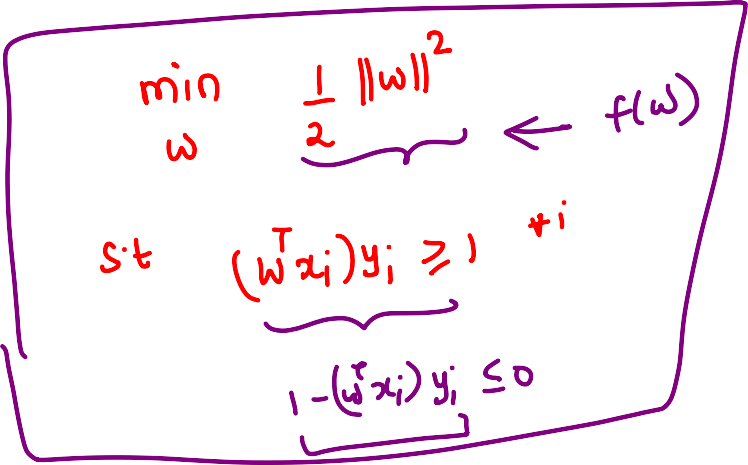 min 1/2 ||w||² ← f(w)
w
s.t (wᵀxᵢ)yᵢ ≥ 1 ∀i
1 - (wᵀxᵢ) yᵢ ≤ 0